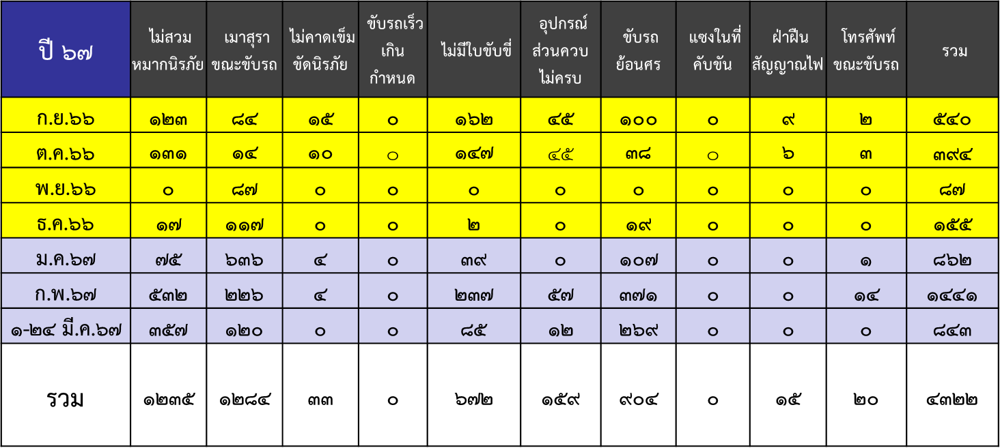 ปี ๖๗ ไม่สวม เมาสุรา ไม่คาดเข็ม ขับรถเร็ว ไม่มีใบขับขี่ อุปกรณ์ ขับรถ แซงในที่ ฝ่าฝืน โทรศัพท์ รวม
หมากนิรภัย ขณะขับรถ ขัดนิรภัย เกิน ส่วนควบ ย้อนศร คับขัน สัญญาณไฟ ขณะขับรถ
กำหนด ไม่ครบ
ก.ย.๖๖ ๑๒๓ ๘๔ ๑๕ ๐ ๑๖๒ ๔๕ ๑๐๐ ๐ ๙ ๒ ๕๔๐
ต.ค.๖๖ ๑๓๑ ๑๔ ๑๐ ๐ ๑๔๗ ๔๕ ๓๘ ๐ ๖ ๓ ๓๙๔
พ.ย.๖๖ ๐ ๘๗ ๐ ๐ ๐ ๐ ๐ ๐ ๐ ๐ ๘๗
ธ.ค.๖๖ ๑๗ ๑๑๗ ๐ ๐ ๒ ๐ ๑๙ ๐ ๐ ๐ ๑๕๕
ม.ค.๖๗ ๗๕ ๖๓๖ ๔ ๐ ๓๙ ๐ ๑๐๗ ๐ ๐ ๑ ๘๖๒
ก.พ.๖๗ ๕๓๒ ๒๒๖ ๔ ๐ ๒๓๗ ๕๗ ๓๗๑ ๐ ๐ ๑๔ ๑๔๔๑
๑-๒๔ มี.ค.๖๗ ๓๕๗ ๑๒๐ ๐ ๐ ๘๕ ๑๒ ๒๖๙ ๐ ๐ ๐ ๘๔๓
รวม ๑๒๓๕ ๑๒๘๔ ๓๓ ๐ ๖๗๒ ๑๕๙ ๙๐๔ ๐ ๑๕ ๒๐ ๔๓๒๒